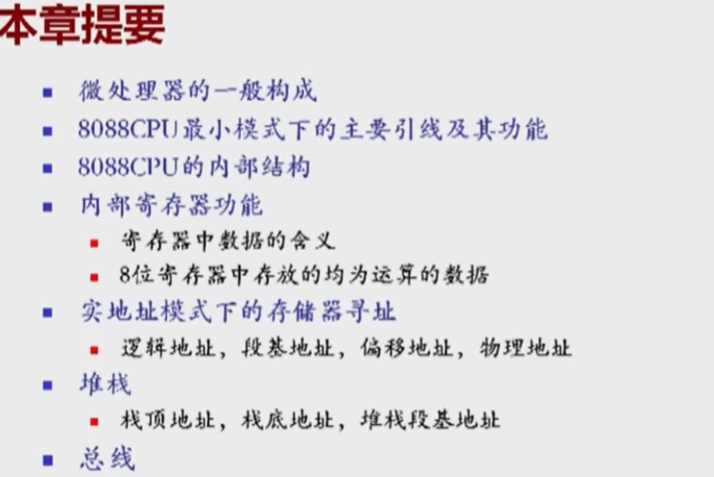 本章提要
微处理器的一般构成
8088CPU最小模式下的主要引线及其功能
8088CPU的内部结构
内部寄存器功能
寄存器中数据的含义
8位寄存器中存放的均为运算的数据
实地址模式下的存储器寻址
逻辑地址，段基地址，偏移地址，物理地址
堆栈
栈顶地址，栈底地址，堆栈段基地址
总线